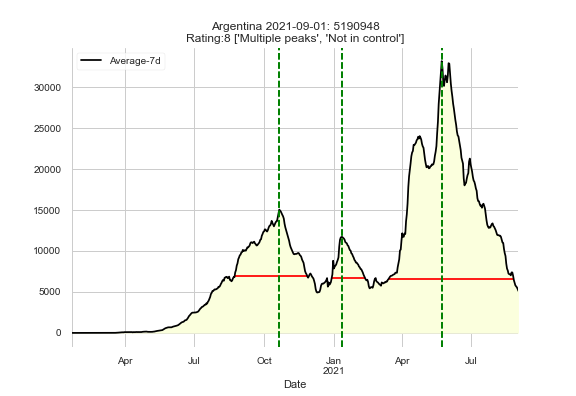 Argentina 2021-09-01: 5190948
Rating:8 ['Multiple peaks', 'Not in control']
Average-7d
30000
25000
20000
15000
10000
5000
0
Apr Jul Oct Jan Apr Jul
2021
Date